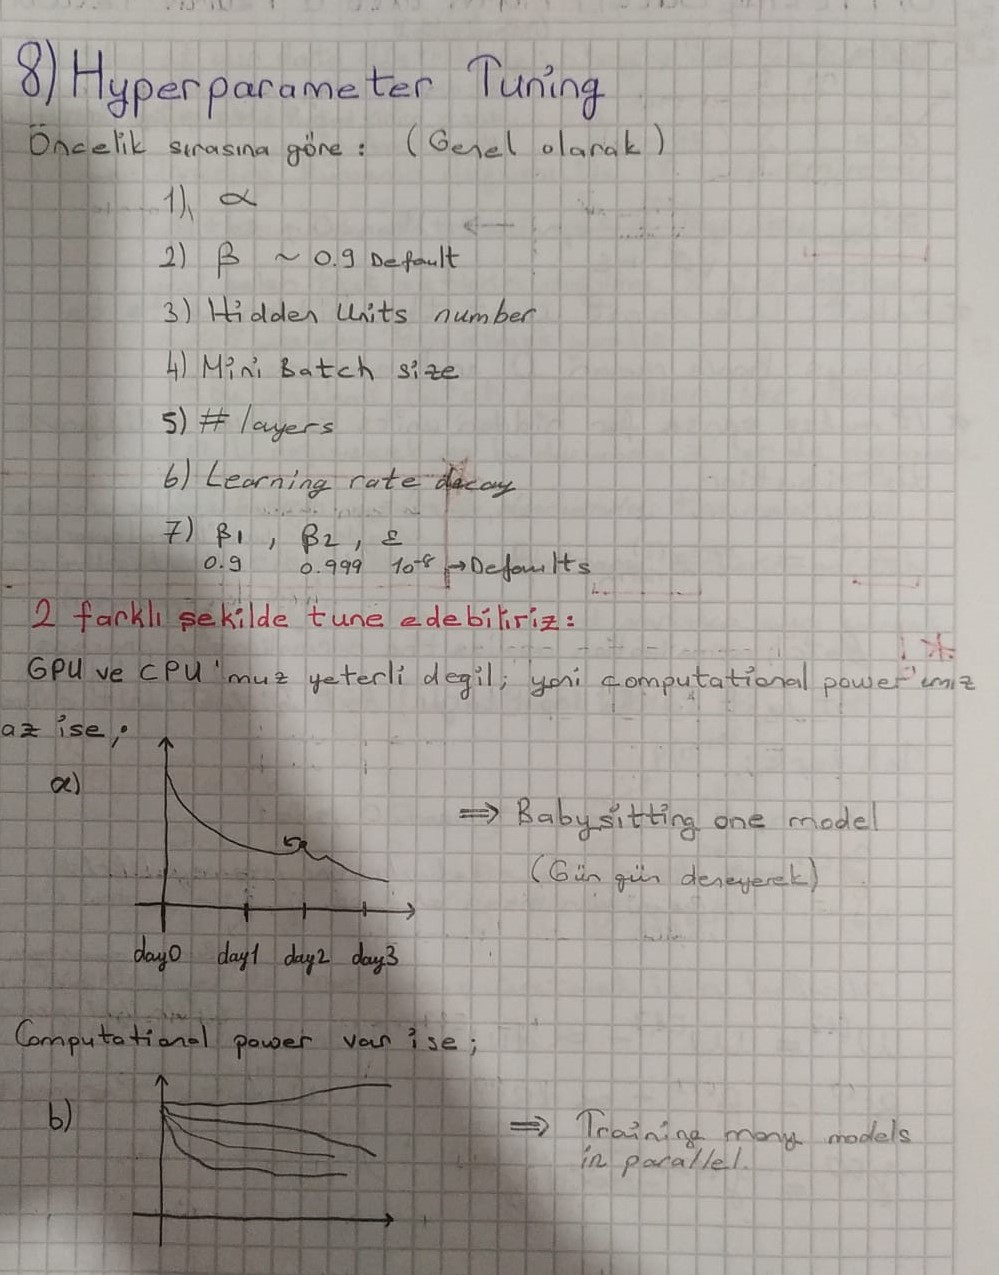 8) Hyperparameter Tuning
Öncelik sırasına göre: (Genel olarak)
1) α
2) β ~ 0.9 Default
3) Hidden Units number
4) Mini Batch size
5) # layers
6) Learning rate decay
7) β1, β2, ε
0.9 0.999 10⁻⁸ → Defaults
2 farklı şekilde tune edebiliriz:
GPU ve CPU'muz yeterli degil; yani computational power'ımız
az ise;
a)
⇒ Babysitting one model
(Gün gün deneyerek)
day0 day1 day2 day3
Computational power var ise;
b)
⇒ Training many models
in parallel.